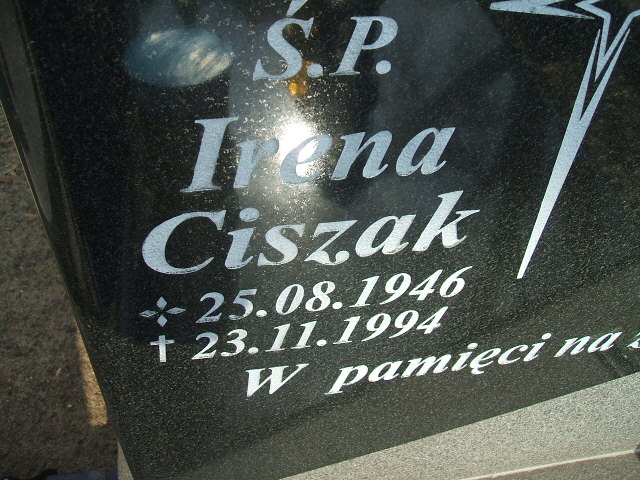 Ś.P.
Irena
Ciszak
25.08.1946
23.11.1994
W pamięci na